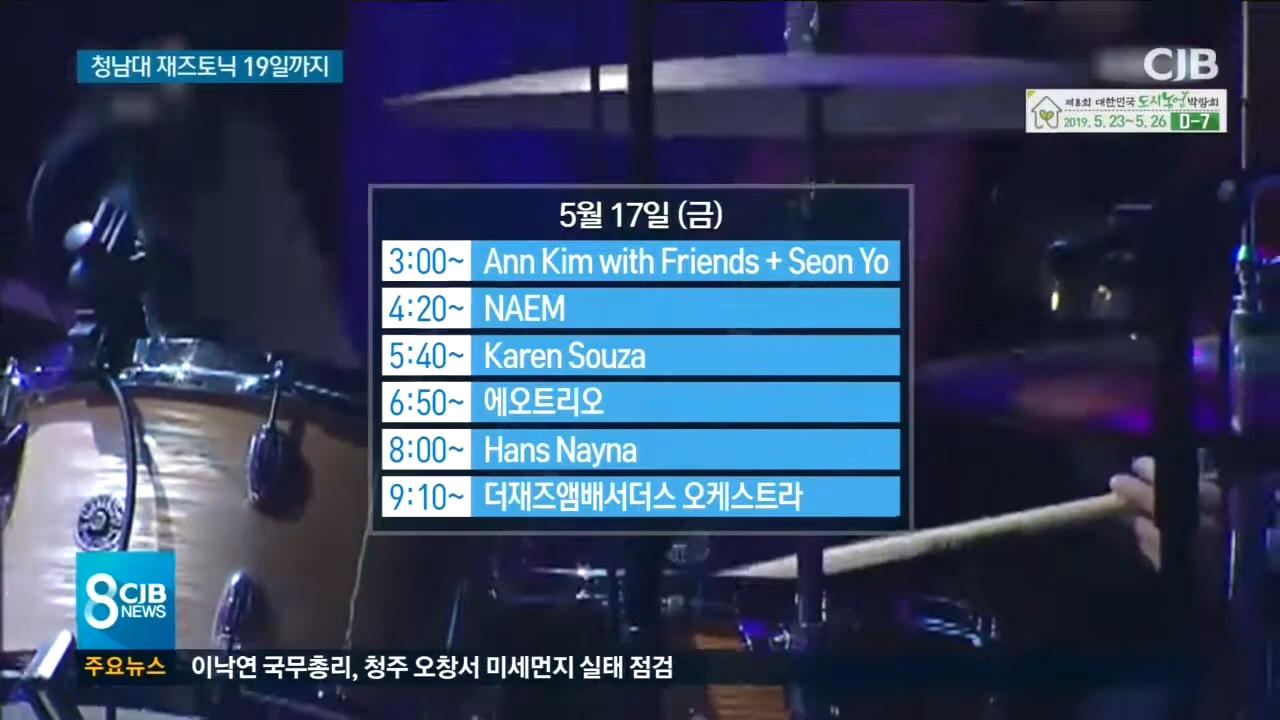 청남대 재즈토닉 19일까지
CJB
제8회 대한민국 도시농업박람회
2019. 5. 23~5. 26 D-7
5월 17일 (금)
3:00~ Ann Kim with Friends + Seon Yo
4:20~ NAEM
5:40~ Karen Souza
6:50~ 에오트리오
8:00~ Hans Nayna
9:10~ 더재즈앰배서더스 오케스트라
8 CJB NEWS
주요뉴스 이낙연 국무총리, 청주 오창서 미세먼지 실태 점검